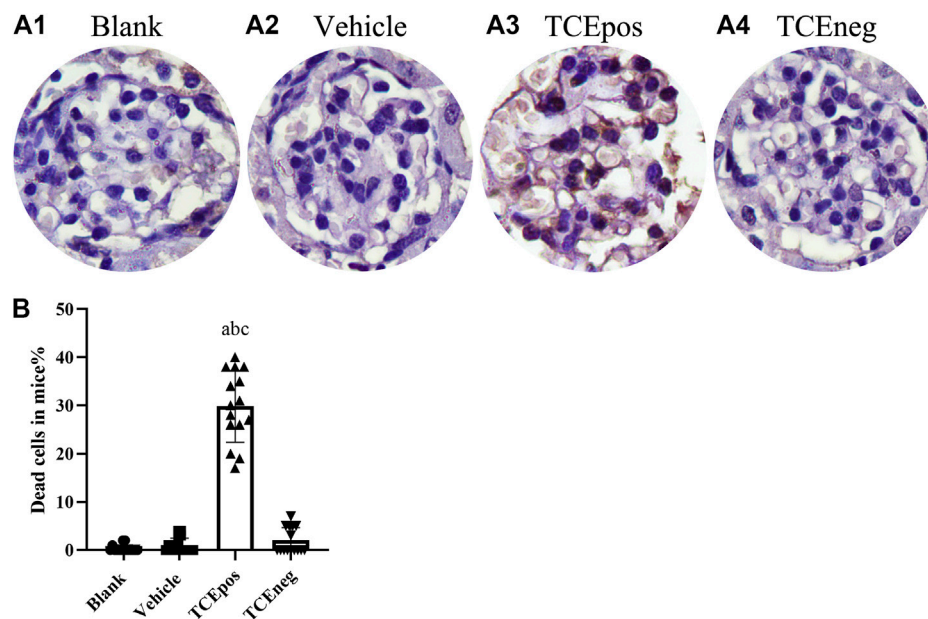 A1 Blank
A2 Vehicle
A3 TCEpos
A4 TCEneg
B
Dead cells in mice%
50
40
30
20
10
0
abc
Blank
Vehicle
TCEpos
TCEneg